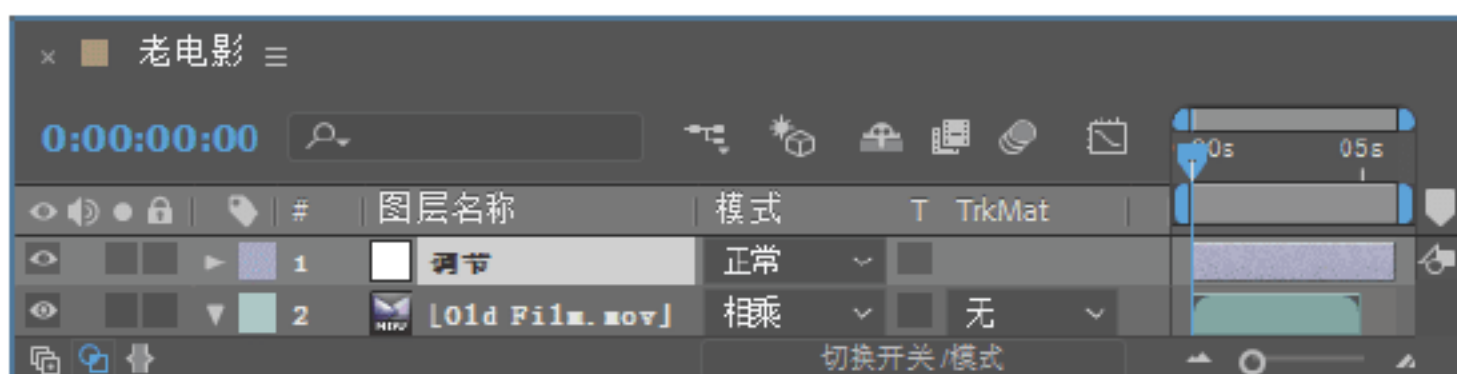 老电影
0:00:00:00
00s 05s
# 图层名称 模式 T TrkMat
1 调节 正常
2 [Old Film.mov] 相乘 无
切换开关/模式